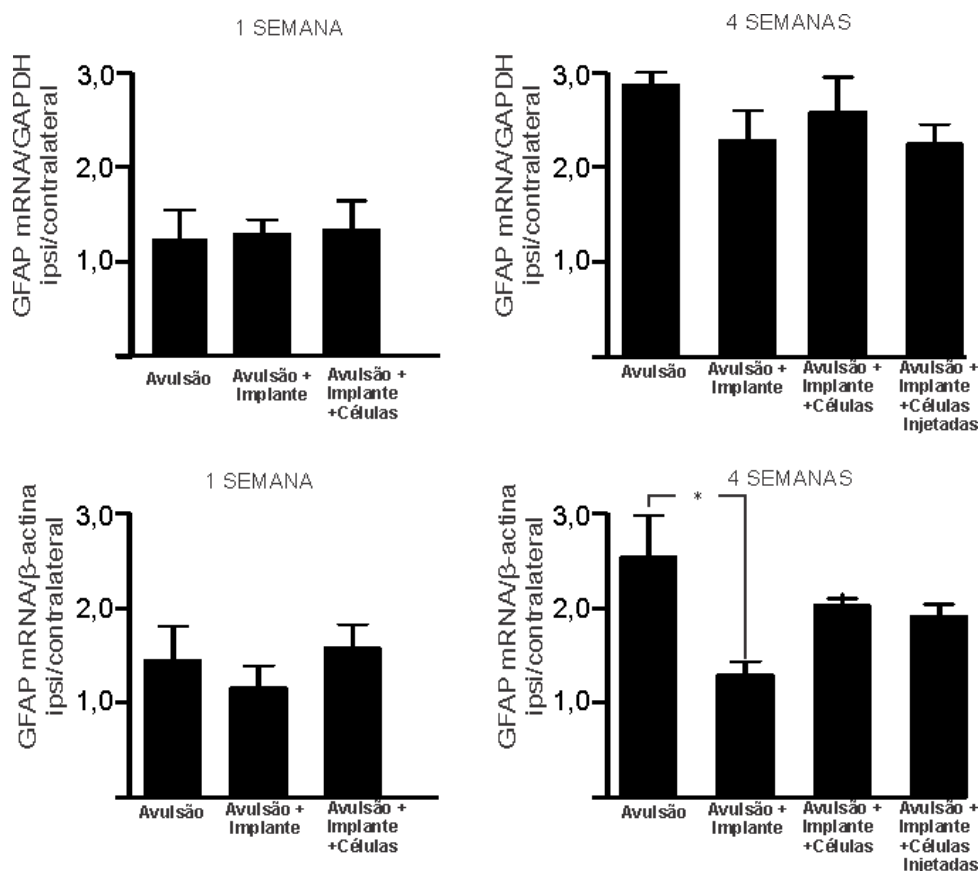 1 SEMANA
GFAP mRNA/GAPDH
ipsi/contralateral
3,0
2,0
1,0
Avulsão
Avulsão +
Implante
Avulsão +
Implante
+Células
4 SEMANAS
GFAP mRNA/GAPDH
ipsi/contralateral
3,0
2,0
1,0
Avulsão
Avulsão +
Implante
Avulsão +
Implante
+Células
Avulsão +
Implante
+Células
Injetadas
1 SEMANA
GFAP mRNA/β-actina
ipsi/contralateral
3,0
2,0
1,0
Avulsão
Avulsão +
Implante
Avulsão +
Implante
+Células
4 SEMANAS
GFAP mRNA/β-actina
ipsi/contralateral
3,0
2,0
1,0
*
Avulsão
Avulsão +
Implante
Avulsão +
Implante
+Células
Avulsão +
Implante
+Células
Injetadas